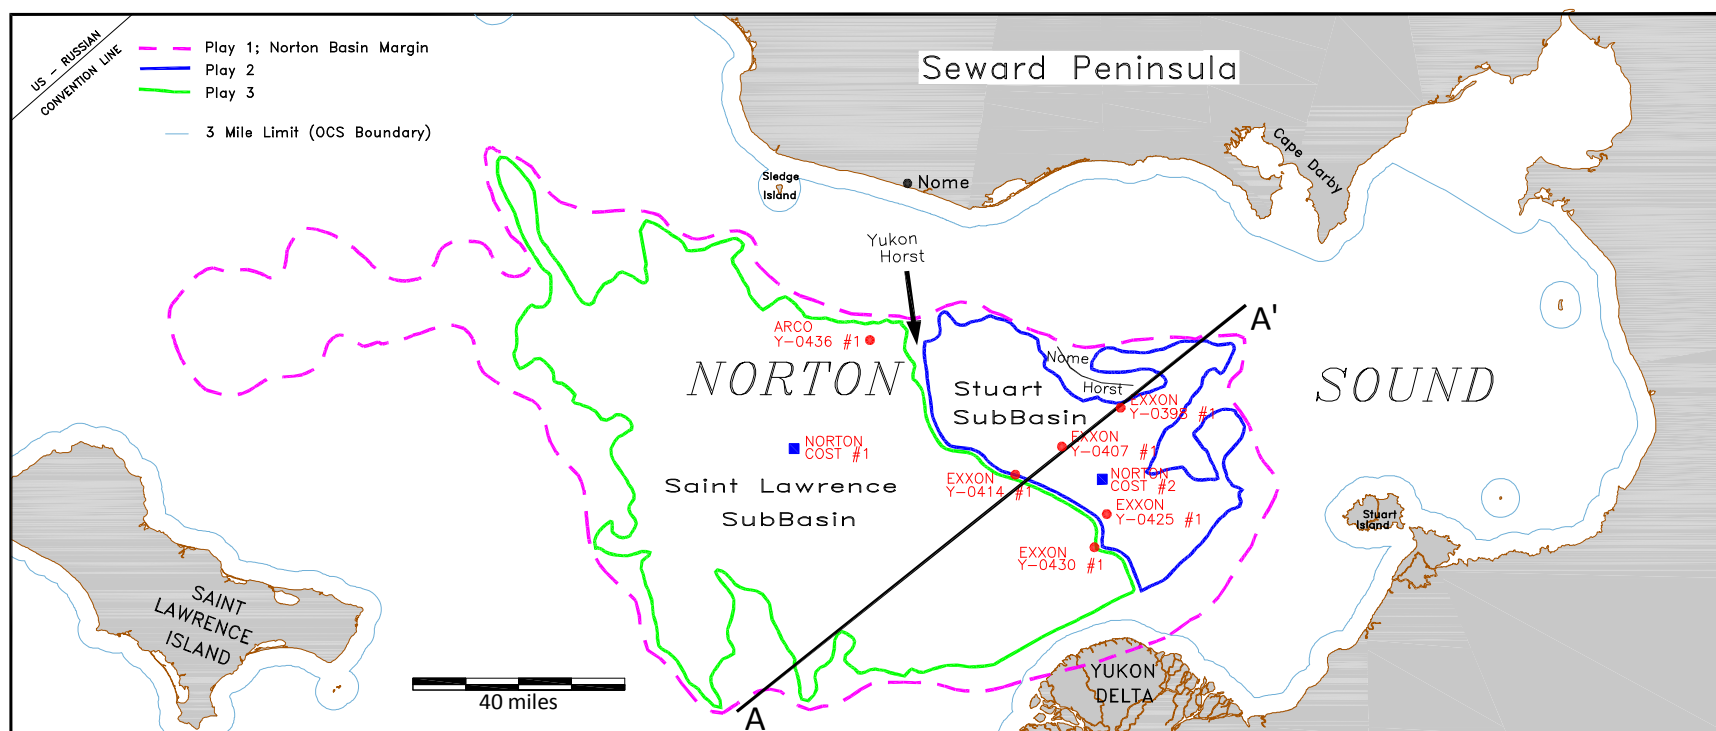 US - RUSSIAN
CONVENTION LINE
Play 1; Norton Basin Margin
Play 2
Play 3
3 Mile Limit (OCS Boundary)
Seward Peninsula
Cape Darby
Sledge
Island
Nome
Yukon
Horst
A'
ARCO
Y-0436 #1
NORTON
SOUND
Nome
Horst
Stuart
SubBasin
EXXON
Y-0398 #1
EXXON
Y-0407 #1
NORTON
COST #1
EXXON
Y-0414 #1
NORTON
COST #2
Saint Lawrence
SubBasin
EXXON
Y-0425 #1
Stuart
Island
EXXON
Y-0430 #1
SAINT
LAWRENCE
ISLAND
YUKON
DELTA
40 miles
A